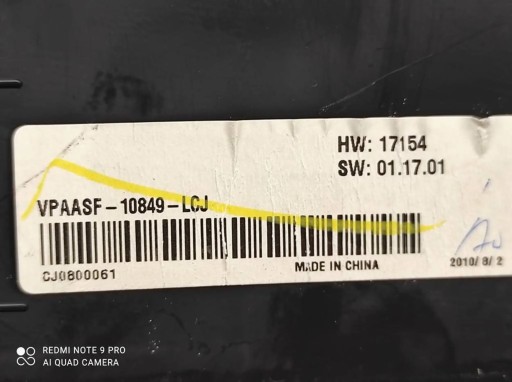 HW: 17154
SW: 01.17.01
VPAASF-10849-LCJ
CJ0800061
MADE IN CHINA
2010/8/2
REDMI NOTE 9 PRO
AI QUAD CAMERA